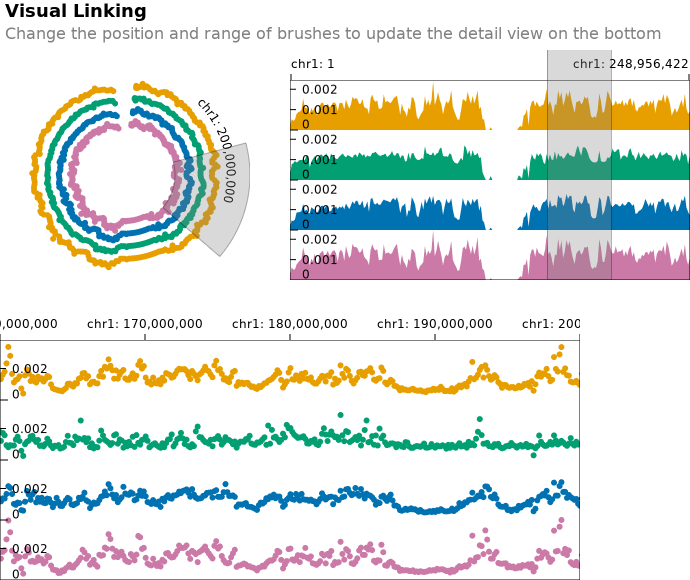 Visual Linking
Change the position and range of brushes to update the detail view on the bottom
chr1: 1
chr1: 248,956,422
chr1: 200,000,000
0.002
0.001
0
0.002
0.001
0
0.002
0.001
0
0.002
0.001
0
0,000,000
chr1: 170,000,000
chr1: 180,000,000
chr1: 190,000,000
chr1: 200
0.002
0
0.002
0
0.002
0
0.002
0